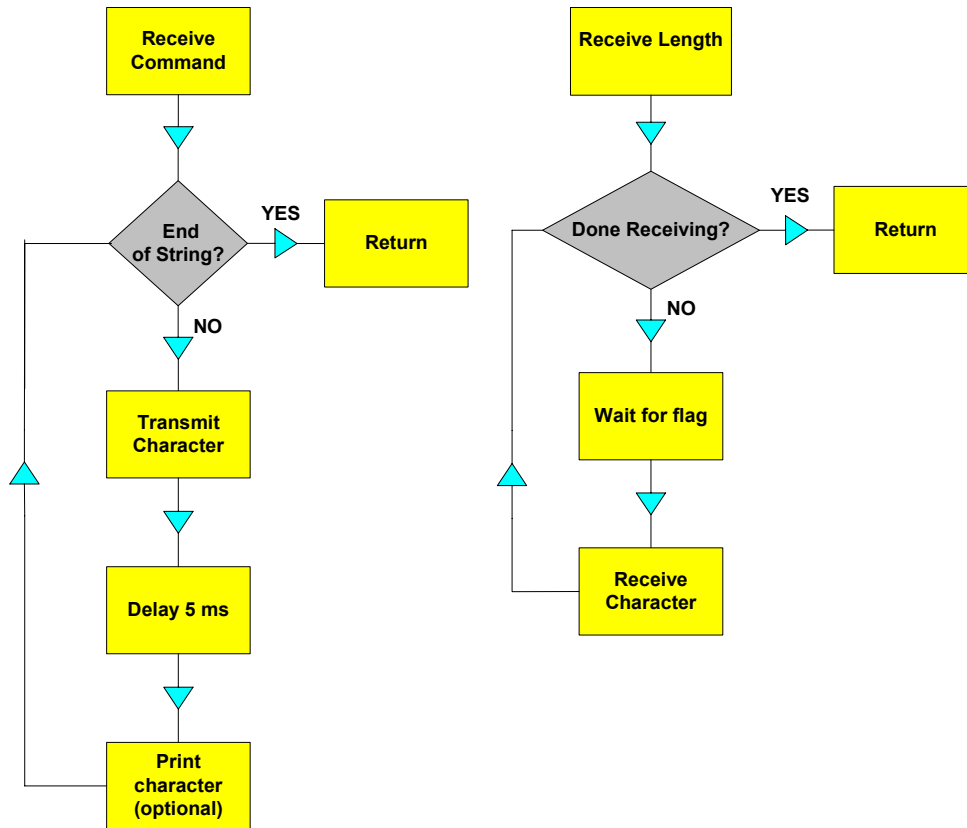 Receive
Command
End
of String?
YES
Return
NO
Transmit
Character
Delay 5 ms
Print
character
(optional)
Receive Length
Done Receiving?
YES
Return
NO
Wait for flag
Receive
Character